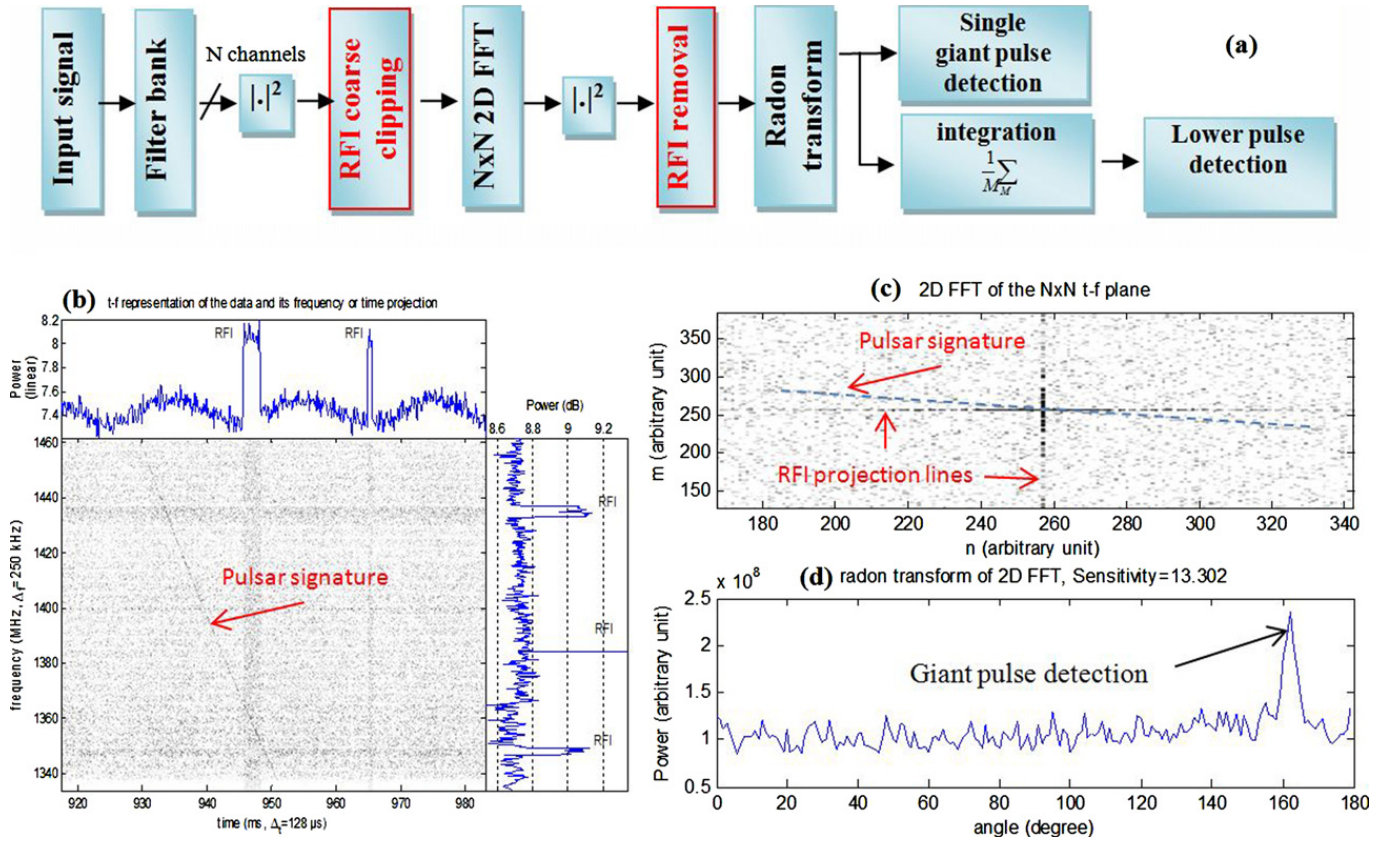 Input signal
Filter bank
N channels
|·|²
RFI coarse
clipping
NxN 2D FFT
|·|²
RFI removal
Radon
transform
Single
giant pulse
detection
integration
1/M ∑ M
Lower pulse
detection
(a)
(b) t-f representation of the data and its frequency or time projection
Power
(linear)
8.2
8
7.8
7.6
7.4
RFI
RFI
Power (dB)
8.6 8.8 9 9.2
RFI
RFI
RFI
frequency (MHz, Δf=250 kHz)
1460
1440
1420
1400
1380
1360
1340
Pulsar signature
920 930 940 950 960 970 980
time (ms, Δt=128 µs)
(c) 2D FFT of the NxN t-f plane
m (arbitrary unit)
350
300
250
200
150
Pulsar signature
RFI projection lines
180 200 220 240 260 280 300 320 340
n (arbitrary unit)
(d) radon transform of 2D FFT, Sensitivity=13.302
x 10⁸
Power (arbitrary unit)
2.5
2
1.5
1
0.5
Giant pulse detection
0 20 40 60 80 100 120 140 160 180
angle (degree)